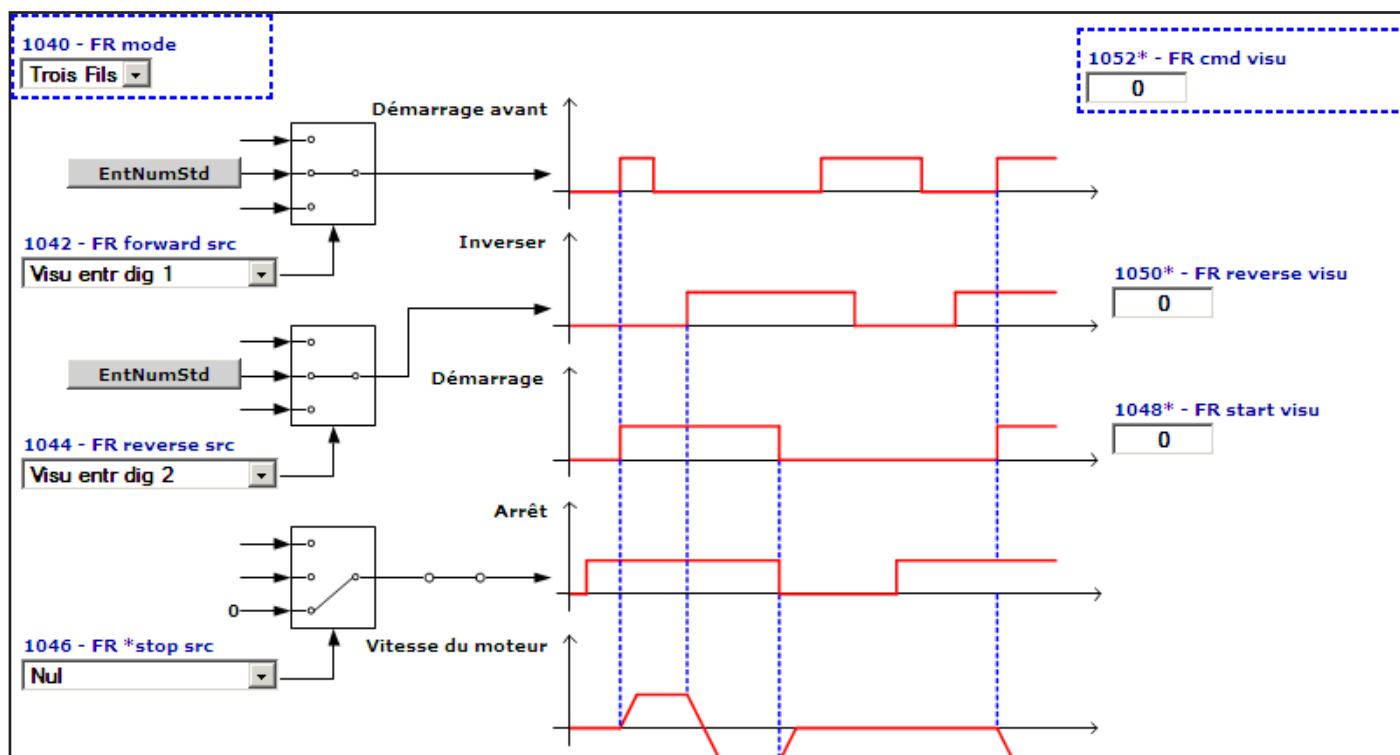 1040 - FR mode
Trois Fils
1052* - FR cmd visu
0
Démarrage avant
EntNumStd
1042 - FR forward src
Visu entr dig 1
Inverser
1050* - FR reverse visu
0
EntNumStd
Démarrage
1048* - FR start visu
0
1044 - FR reverse src
Visu entr dig 2
Arrêt
0
1046 - FR *stop src
Nul
Vitesse du moteur